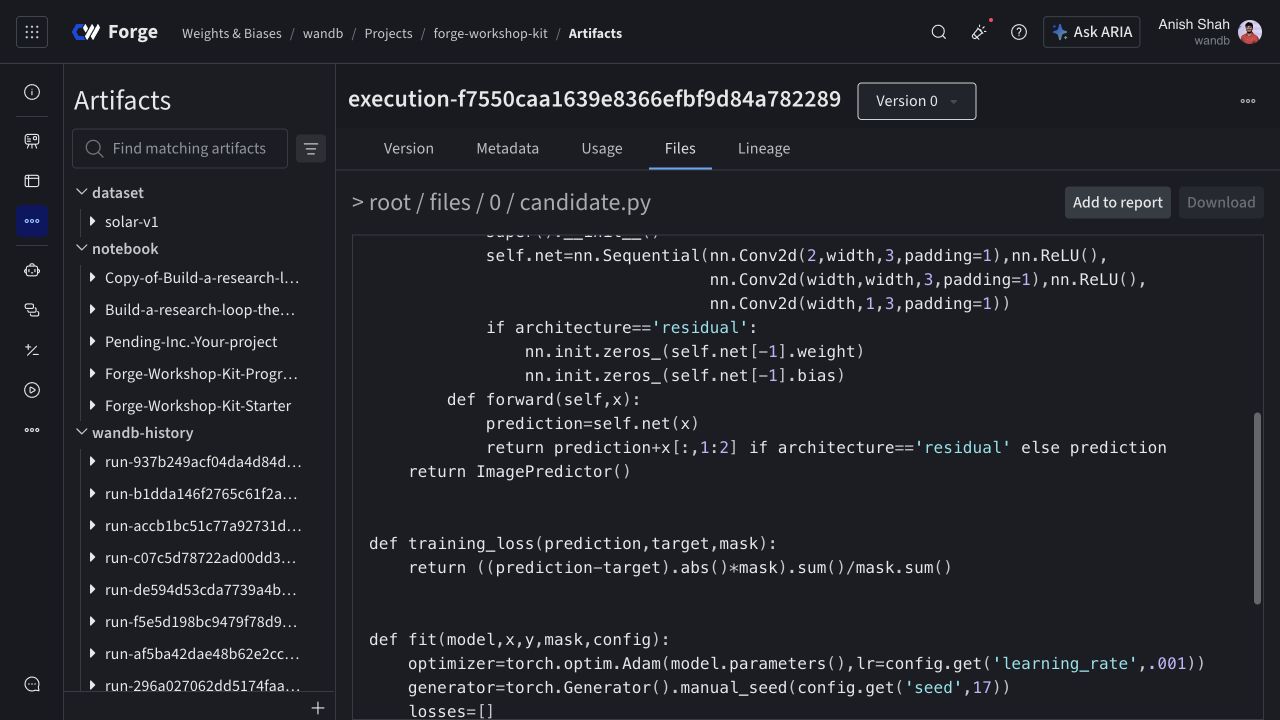 Forge
Weights & Biases / wandb / Projects / forge-workshop-kit / Artifacts
Ask ARIA
Anish Shah
wandb
Artifacts
Find matching artifacts
dataset
solar-v1
notebook
Copy-of-Build-a-research-l...
Build-a-research-loop-the...
Pending-Inc.-Your-project
Forge-Workshop-Kit-Progr...
Forge-Workshop-Kit-Starter
wandb-history
run-937b249acf04da4d84d...
run-b1dda146f2765c61f2a...
run-accb1bc51c77a92731d...
run-c07c5d78722ad00dd3...
run-de594d53cda7739a4b...
run-f5e5d198bc9479f78d9...
run-af5ba42dae48b62e2cc...
run-296a027062dd5174faa...
execution-f7550caa1639e8366efbf9d84a782289
Version 0
Version Metadata Usage Files Lineage
> root / files / 0 / candidate.py
Add to report
Download
super().__init__()
self.net=nn.Sequential(nn.Conv2d(2,width,3,padding=1),nn.ReLU(),
nn.Conv2d(width,width,3,padding=1),nn.ReLU(),
nn.Conv2d(width,1,3,padding=1))
if architecture=='residual':
nn.init.zeros_(self.net[-1].weight)
nn.init.zeros_(self.net[-1].bias)
def forward(self,x):
prediction=self.net(x)
return prediction+x[:,1:2] if architecture=='residual' else prediction
return ImagePredictor()
def training_loss(prediction,target,mask):
return ((prediction-target).abs()*mask).sum()/mask.sum()
def fit(model,x,y,mask,config):
optimizer=torch.optim.Adam(model.parameters(),lr=config.get('learning_rate',.001))
generator=torch.Generator().manual_seed(config.get('seed',17))
losses=[]